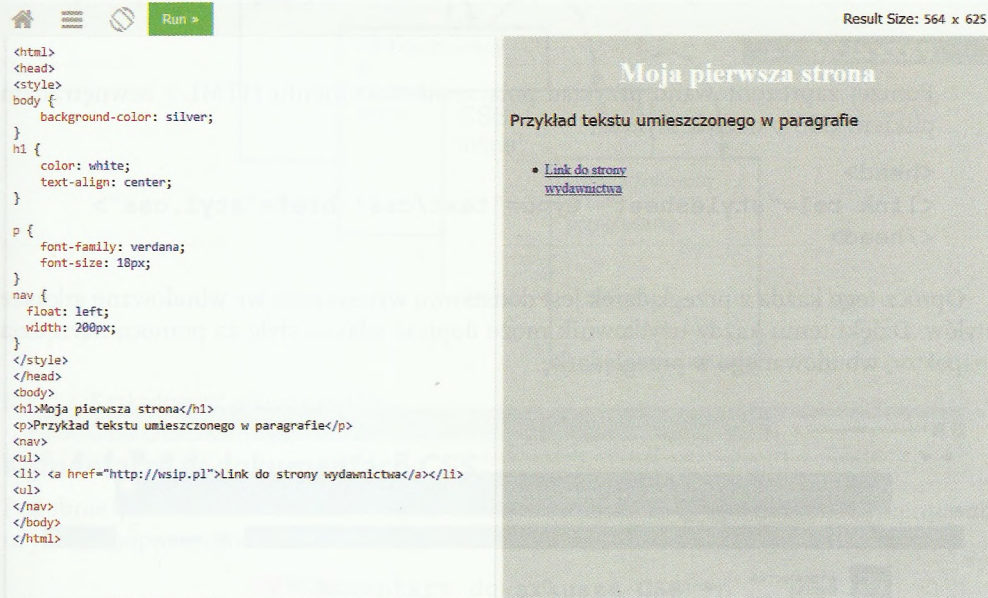 Run »
Result Size: 564 x 625
<html>
<head>
<style>
body {
    background-color: silver;
}
h1 {
    color: white;
    text-align: center;
}

p {
    font-family: verdana;
    font-size: 18px;
}
nav {
  float: left;
  width: 200px;
}
</style>
</head>
<body>
<h1>Moja pierwsza strona</h1>
<p>Przykład tekstu umieszczonego w paragrafie</p>
<nav>
<ul>
<li> <a href="http://wsip.pl">Link do strony wydawnictwa</a></li>
<ul>
</nav>
</body>
</html>
Moja pierwsza strona
Przykład tekstu umieszczonego w paragrafie
Link do strony
wydawnictwa